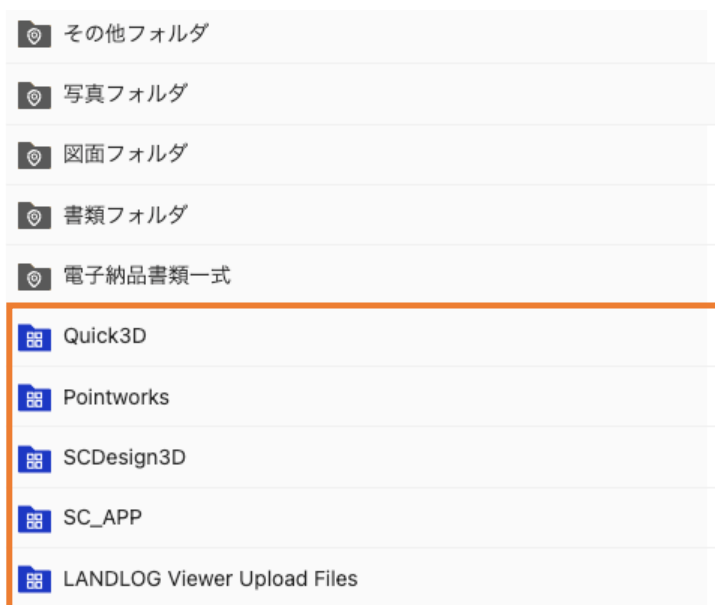 その他フォルダ
写真フォルダ
図面フォルダ
書類フォルダ
電子納品書類一式
Quick3D
Pointworks
SCDesign3D
SC_APP
LANDLOG Viewer Upload Files